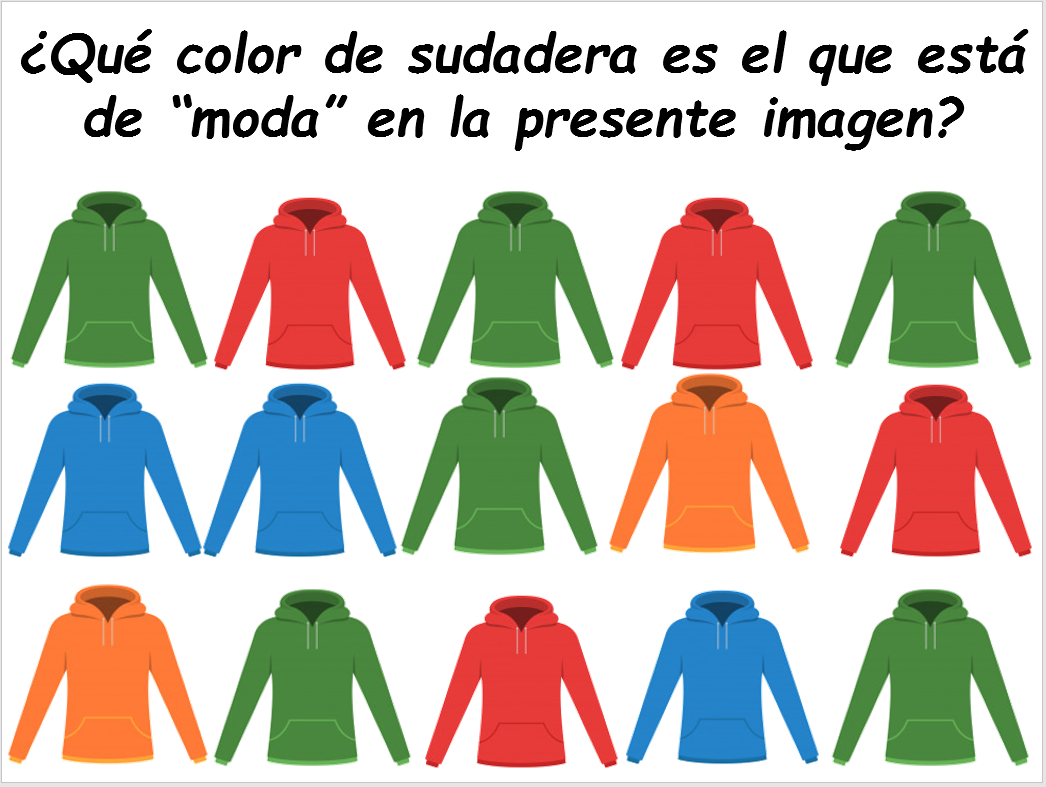 ¿Qué color de sudadera es el que está
de “moda” en la presente imagen?